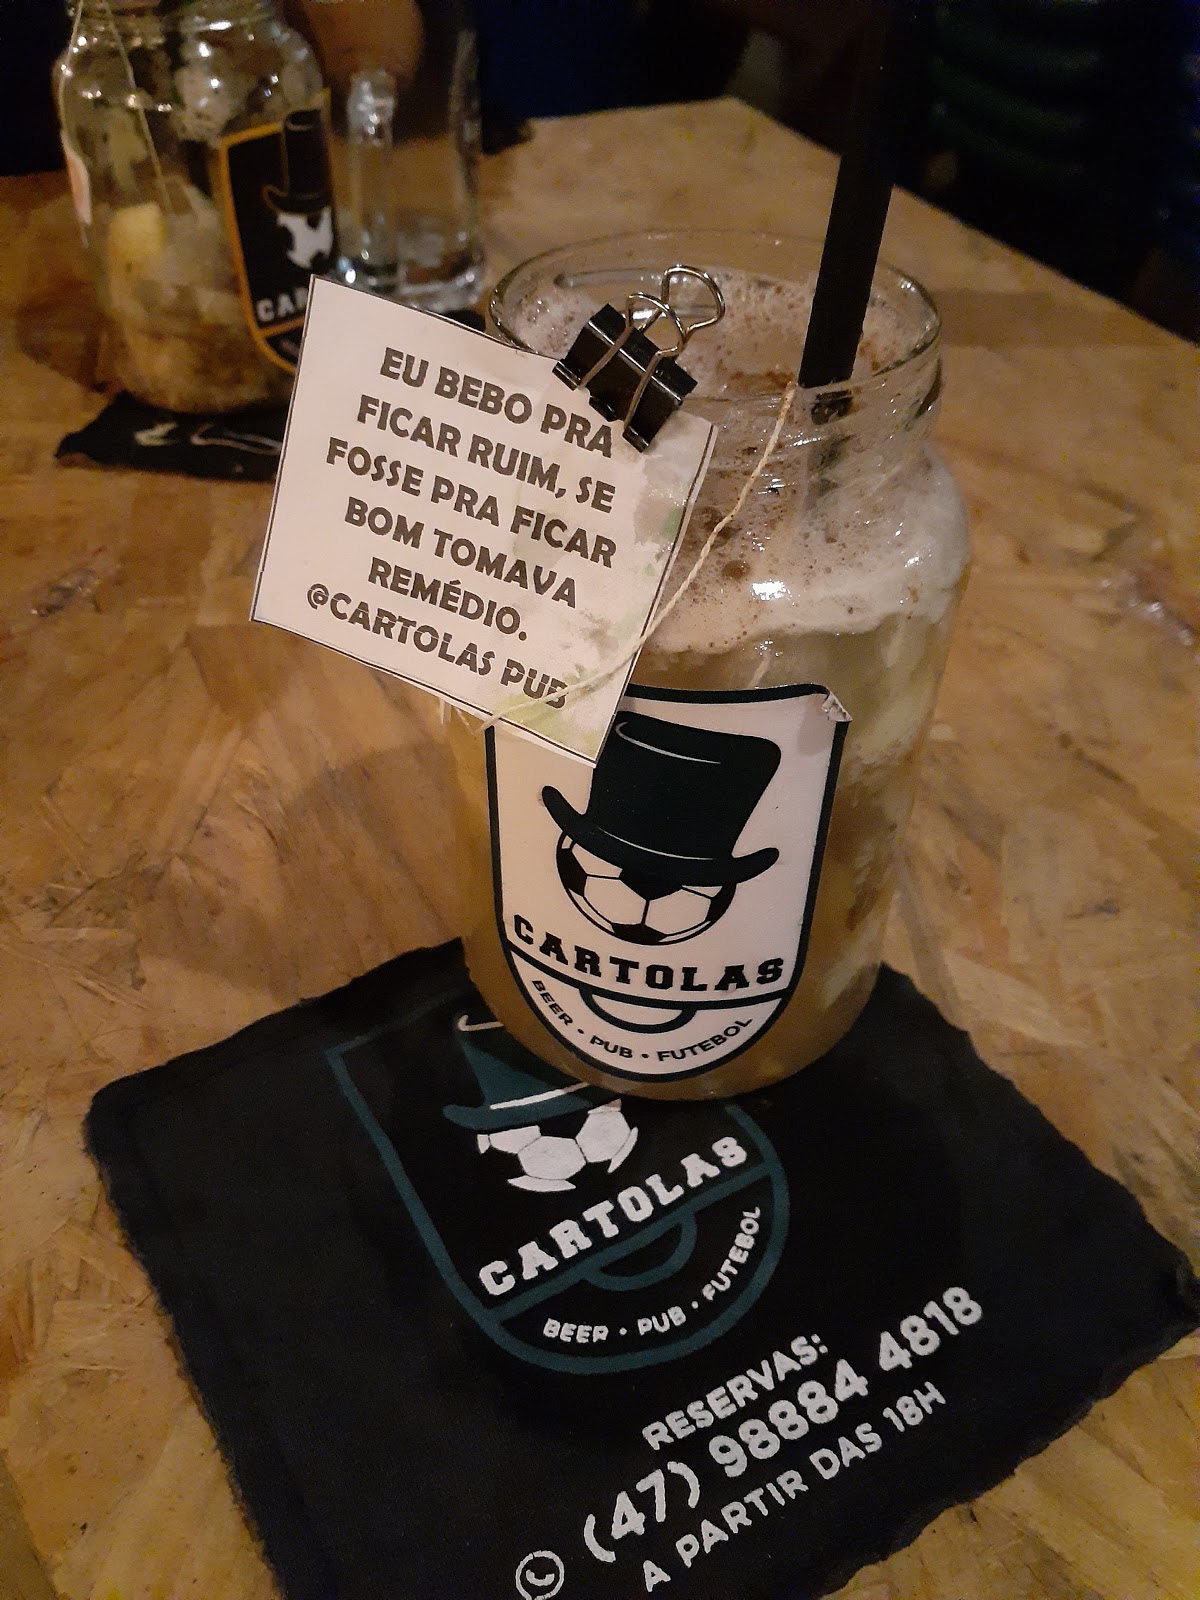 CAR
EU BEBO PRA
FICAR RUIM, SE
FOSSE PRA FICAR
BOM TOMAVA
REMÉDIO.
@CARTOLAS PUB
CARTOLAS
BEER • PUB • FUTEBOL
CARTOLAS
BEER • PUB • FUTEBOL
RESERVAS:
(47) 98884 4818
A PARTIR DAS 18H